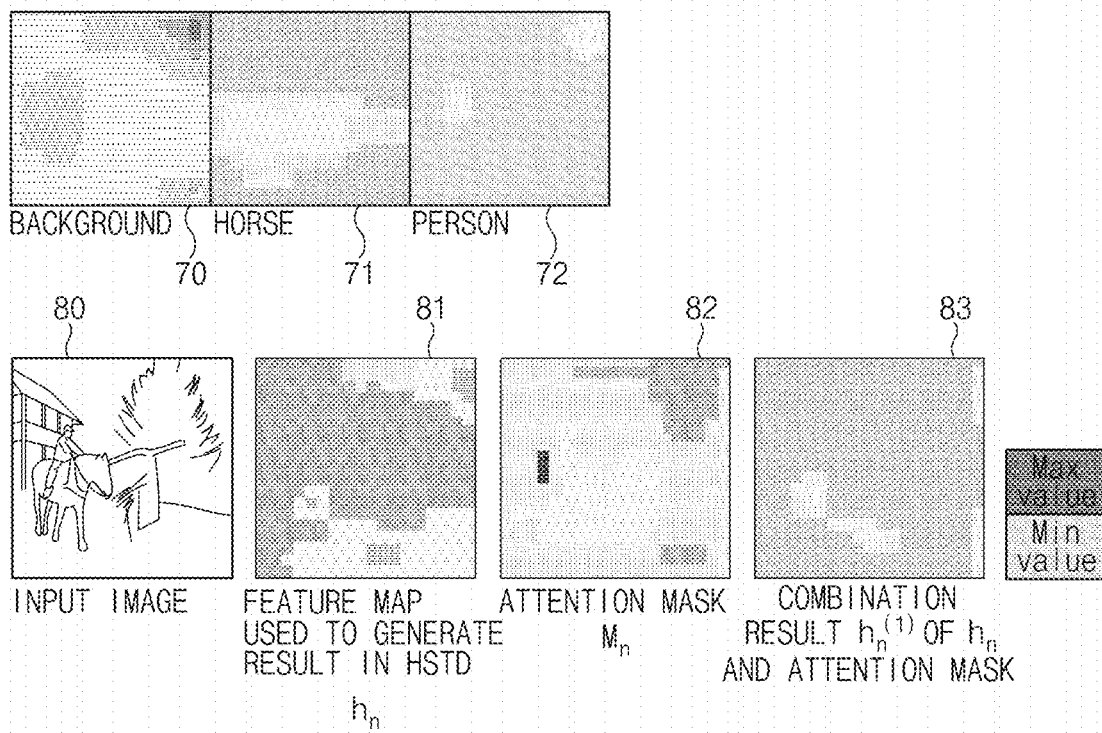 BACKGROUND HORSE PERSON
70 71 72
80 81 82 83
Max
value
Min
value
INPUT IMAGE
FEATURE MAP
USED TO GENERATE
RESULT IN HSTD
hₙ
ATTENTION MASK
Mₙ
COMBINATION
RESULT hₙ⁽¹⁾ OF hₙ
AND ATTENTION MASK